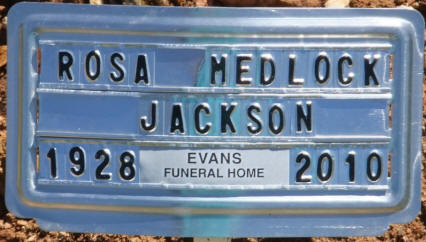 ROSA MEDLOCK
JACKSON
1928 EVANS FUNERAL HOME 2010